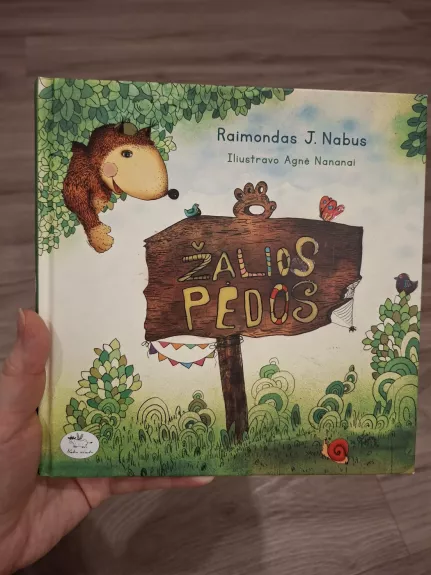 Raimondas J. Nabus
Iliustravo Agnė Nananai
ŽALIOS
PĖDOS